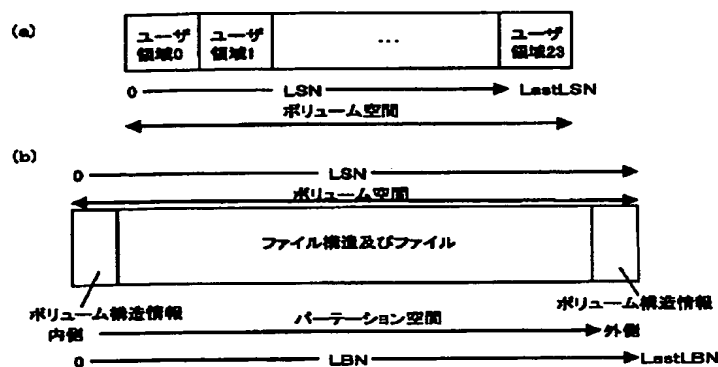 (a)
ユーザ
領域0
ユーザ
領域1
...
ユーザ
領域23
0
LSN
LastLSN
ボリューム空間
(b)
0
LSN
ボリューム空間
ファイル構造及びファイル
ボリューム構造情報
ボリューム構造情報
内側
パーテーション空間
外側
0
LBN
LastLBN